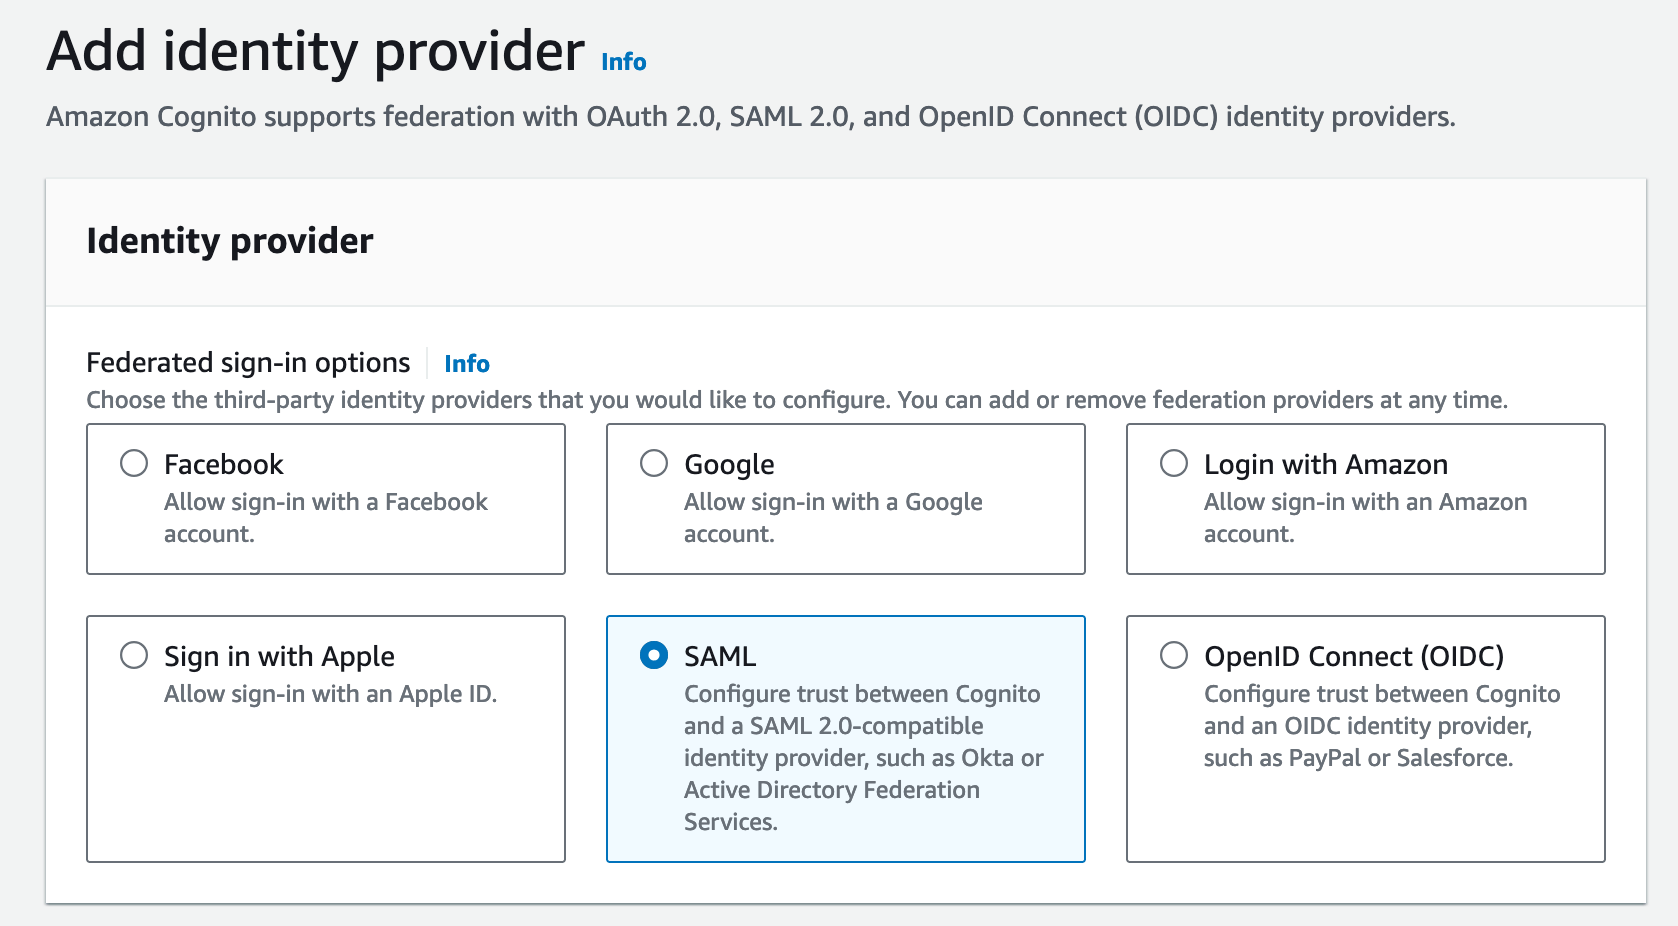 Add identity provider Info
Amazon Cognito supports federation with OAuth 2.0, SAML 2.0, and OpenID Connect (OIDC) identity providers.
Identity provider
Federated sign-in options Info
Choose the third-party identity providers that you would like to configure. You can add or remove federation providers at any time.
Facebook
Allow sign-in with a Facebook
account.
Google
Allow sign-in with a Google
account.
Login with Amazon
Allow sign-in with an Amazon
account.
Sign in with Apple
Allow sign-in with an Apple ID.
SAML
Configure trust between Cognito
and a SAML 2.0-compatible
identity provider, such as Okta or
Active Directory Federation
Services.
OpenID Connect (OIDC)
Configure trust between Cognito
and an OIDC identity provider,
such as PayPal or Salesforce.